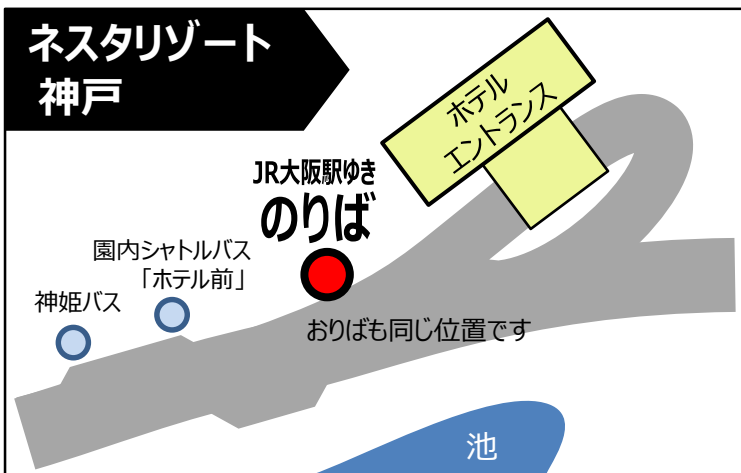 ネスタリゾート
神戸
ホテル
エントランス
JR大阪駅ゆき
のりば
園内シャトルバス
「ホテル前」
神姫バス
おりばも同じ位置です
池